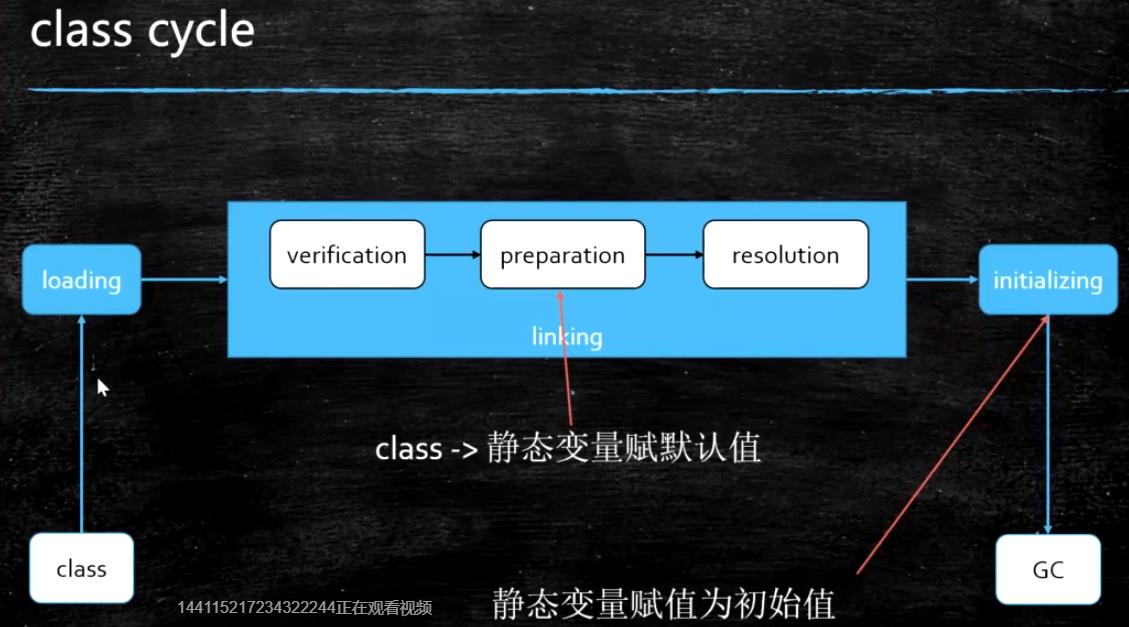 class cycle
verification
preparation
resolution
loading
initializing
linking
class -> 静态变量赋默认值
class
GC
144115217234322244正在观看视频
静态变量赋值为初始值